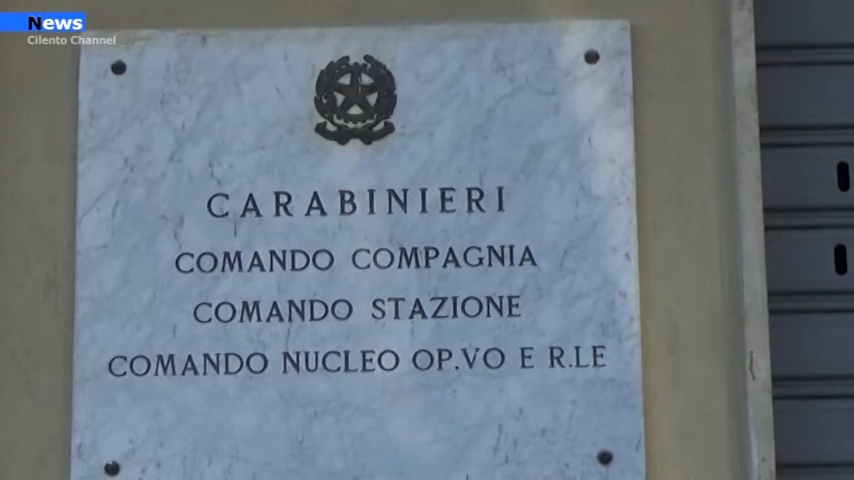 News
Cilento Channel
CARABINIERI
COMANDO COMPAGNIA
COMANDO STAZIONE
COMANDO NUCLEO OP.VO E R.LE